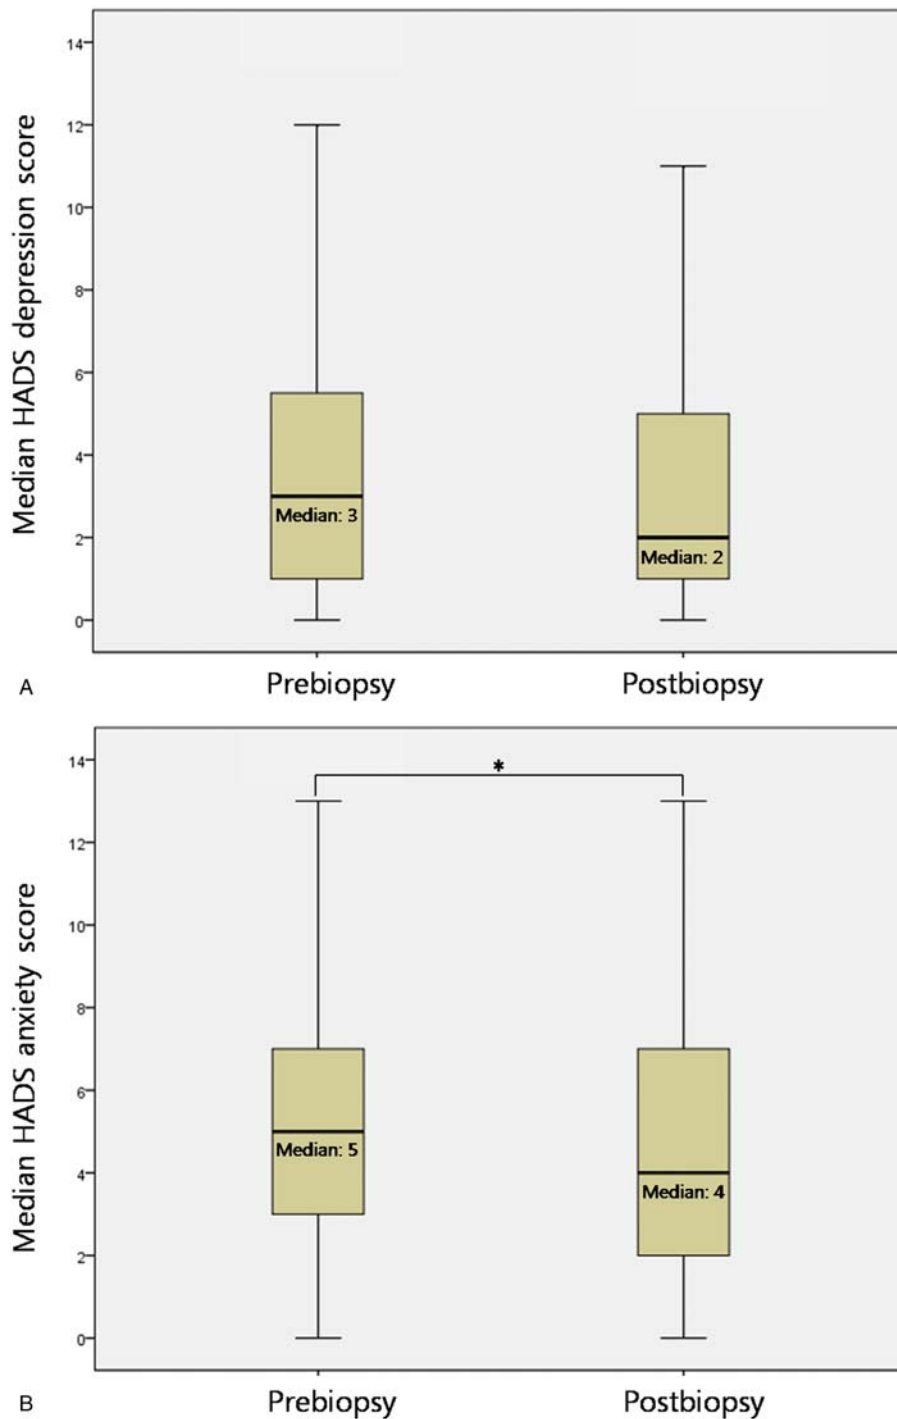 Median HADS depression score
14
12
10
8
6
4
2
0
Median: 3
Median: 2
Prebiopsy
Postbiopsy
A
Median HADS anxiety score
14
12
10
8
6
4
2
0
*
Median: 5
Median: 4
Prebiopsy
Postbiopsy
B